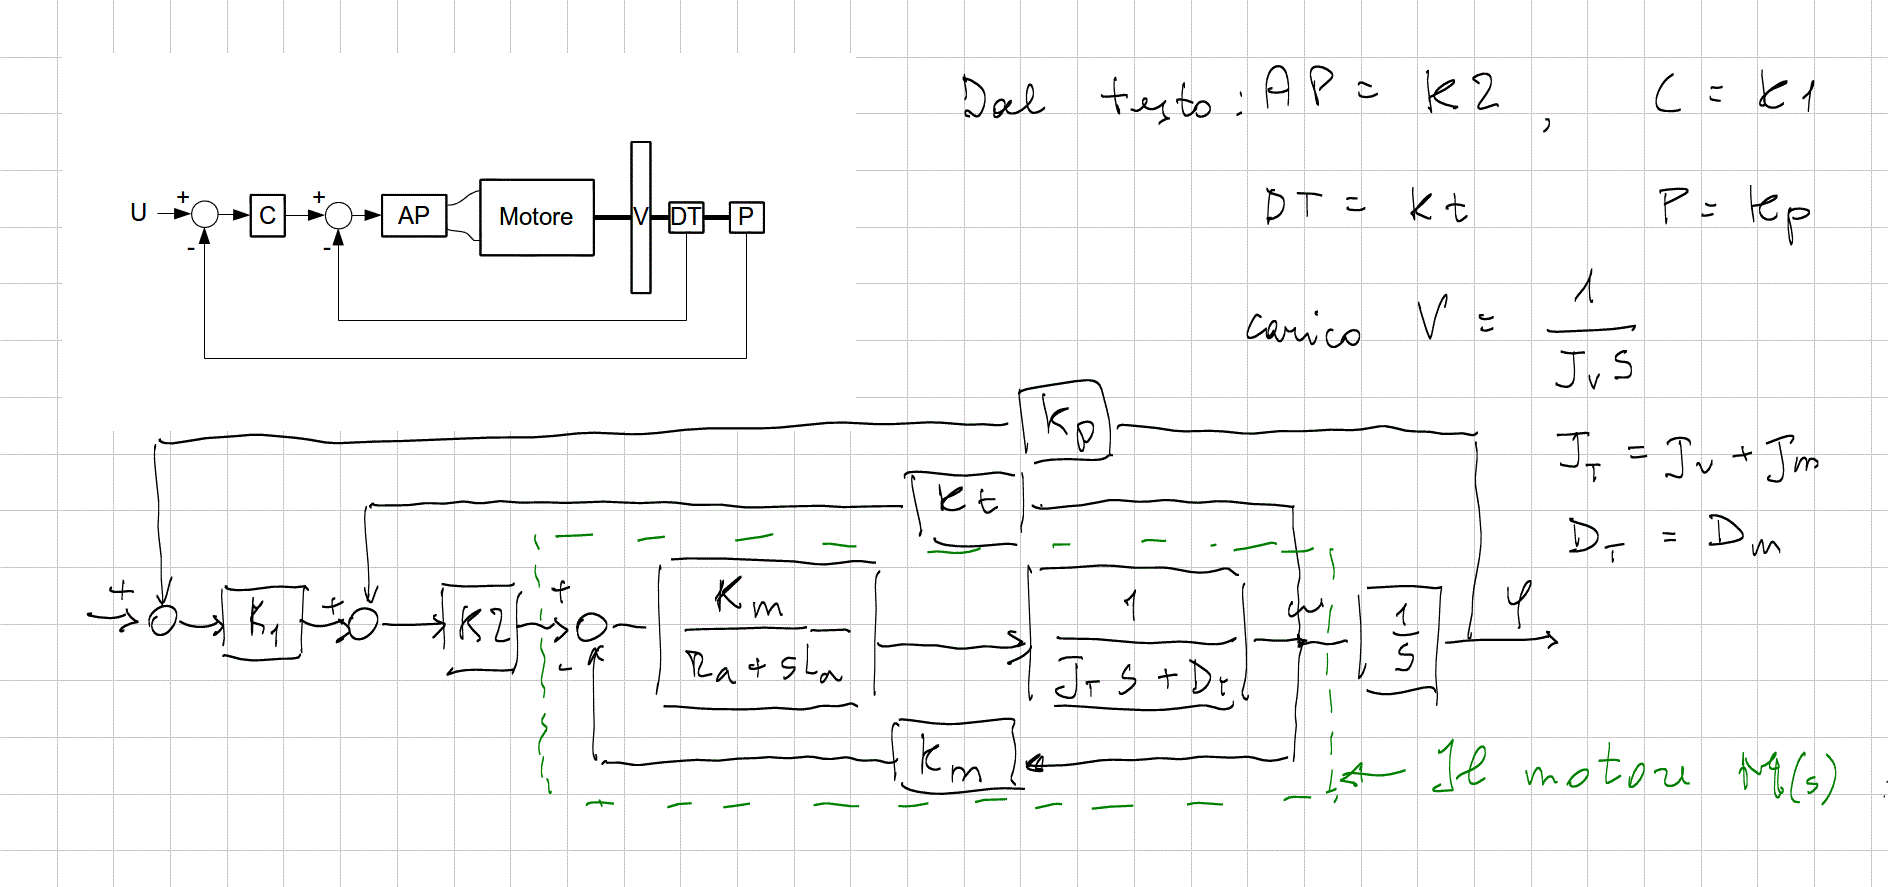 Dal testo: AP = K2 , C = K1
DT = Kt P = Kp
carico V = 1 / Jv s
JT = Jv + Jm
DT = Dm
U + - C + - AP Motore V DT P
Kp
Kt
+ K1 + K2 + - Km / Ra + sLa 1 / JT s + Dt ω 1 / s φ
Km
Il motore M(s)